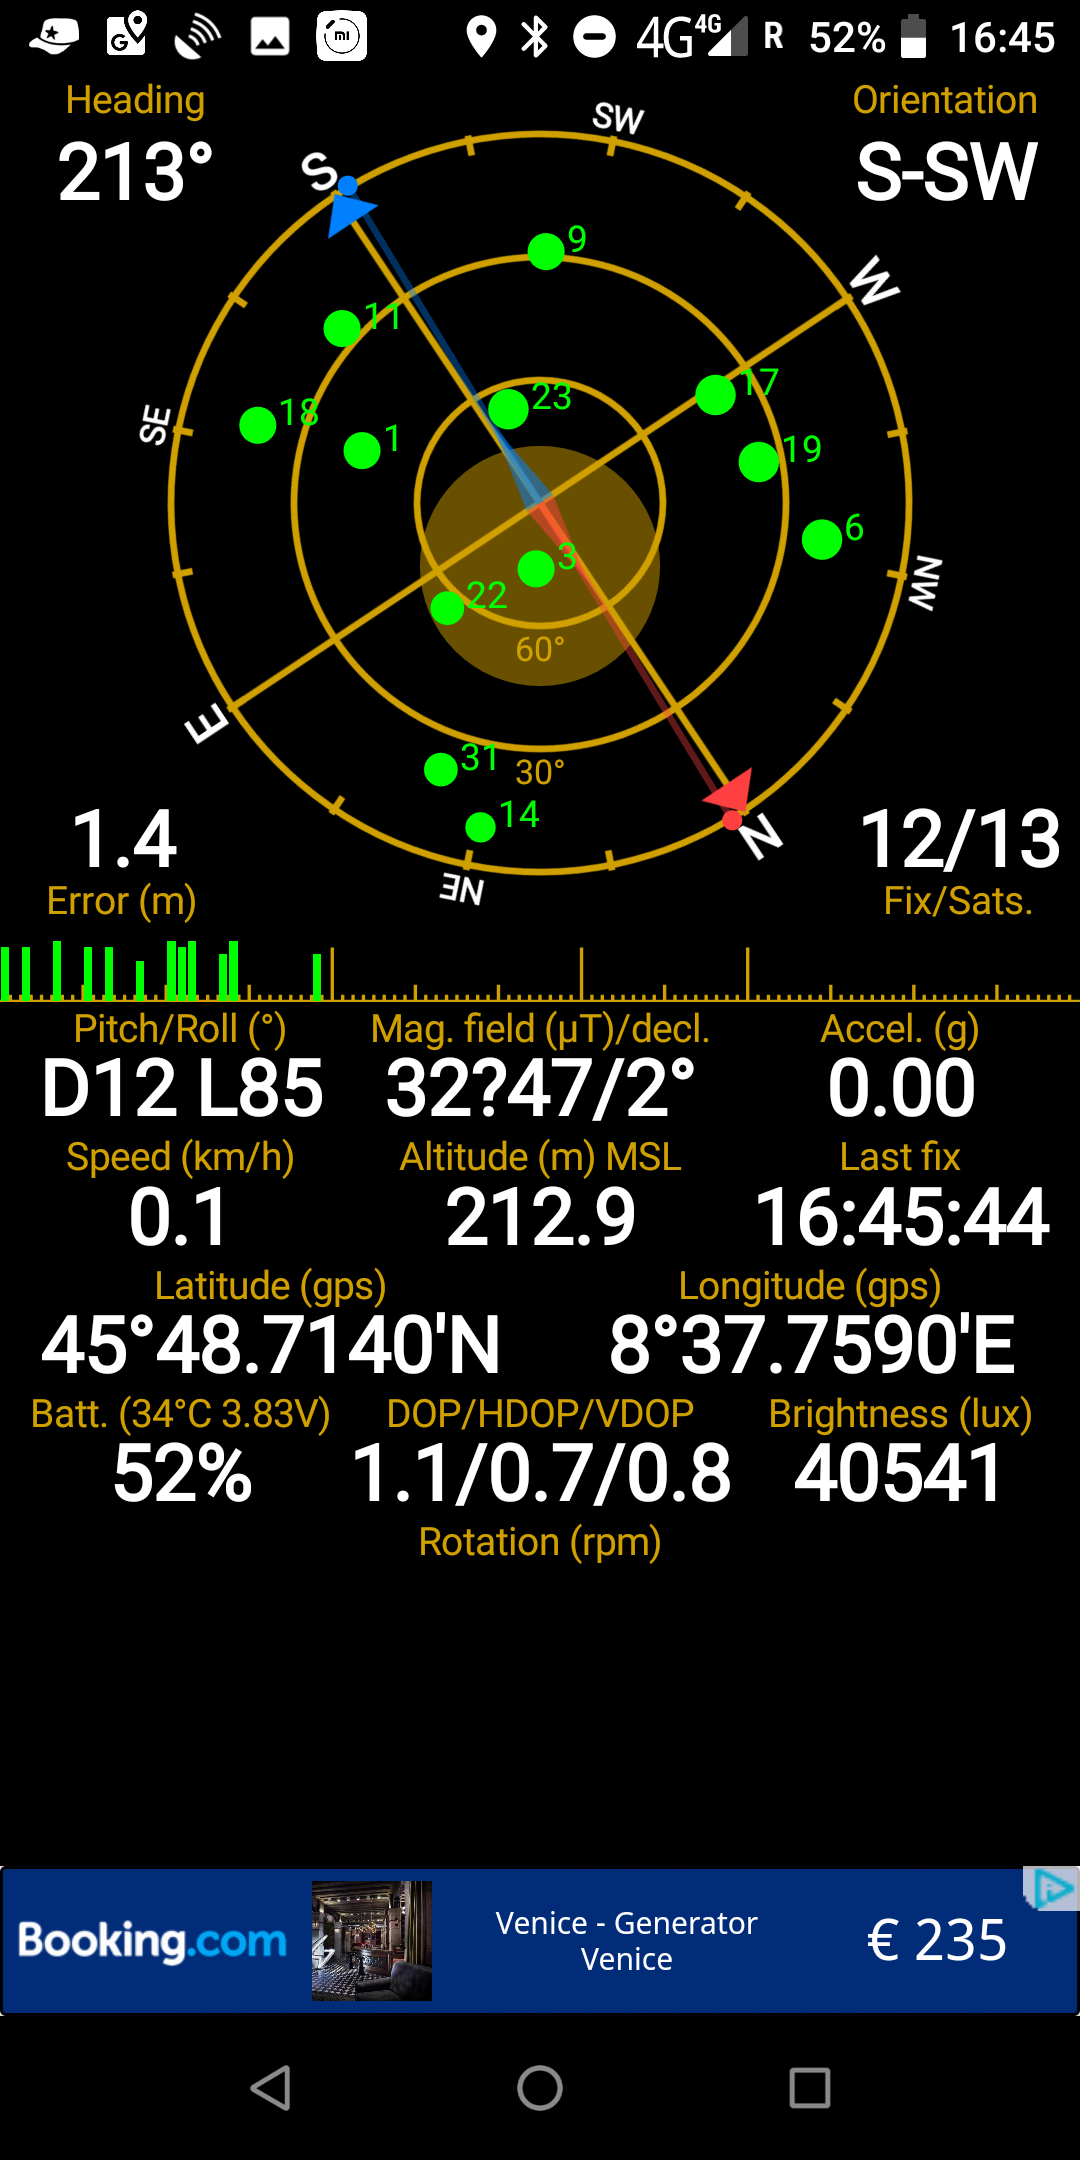 4G 4G R 52% 16:45
Heading
213°
Orientation
S-SW
S
SW
W
NW
N
NE
E
SE
9
11
23
17
18
1
19
6
3
22
60°
31
30°
14
1.4
Error (m)
12/13
Fix/Sats.
Pitch/Roll (°) Mag. field (µT)/decl. Accel. (g)
D12 L85 32?47/2° 0.00
Speed (km/h) Altitude (m) MSL Last fix
0.1 212.9 16:45:44
Latitude (gps) Longitude (gps)
45°48.7140'N 8°37.7590'E
Batt. (34°C 3.83V) DOP/HDOP/VDOP Brightness (lux)
52% 1.1/0.7/0.8 40541
Rotation (rpm)
Booking.com
Venice - Generator
Venice
€ 235